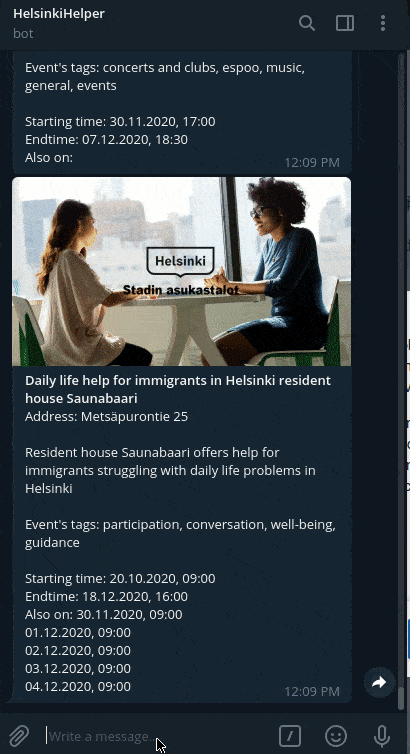 HelsinkiHelper
bot
Event's tags: concerts and clubs, espoo, music,
general, events
Starting time: 30.11.2020, 17:00
Endtime: 07.12.2020, 18:30
Also on:
12:09 PM
Helsinki
Stadin asukastalot
Daily life help for immigrants in Helsinki resident
house Saunabaari
Address: Metsäpurontie 25
Resident house Saunabaari offers help for
immigrants struggling with daily life problems in
Helsinki
Event's tags: participation, conversation, well-being,
guidance
Starting time: 20.10.2020, 09:00
Endtime: 18.12.2020, 16:00
Also on: 30.11.2020, 09:00
01.12.2020, 09:00
02.12.2020, 09:00
03.12.2020, 09:00
04.12.2020, 09:00
12:09 PM
Write a message...